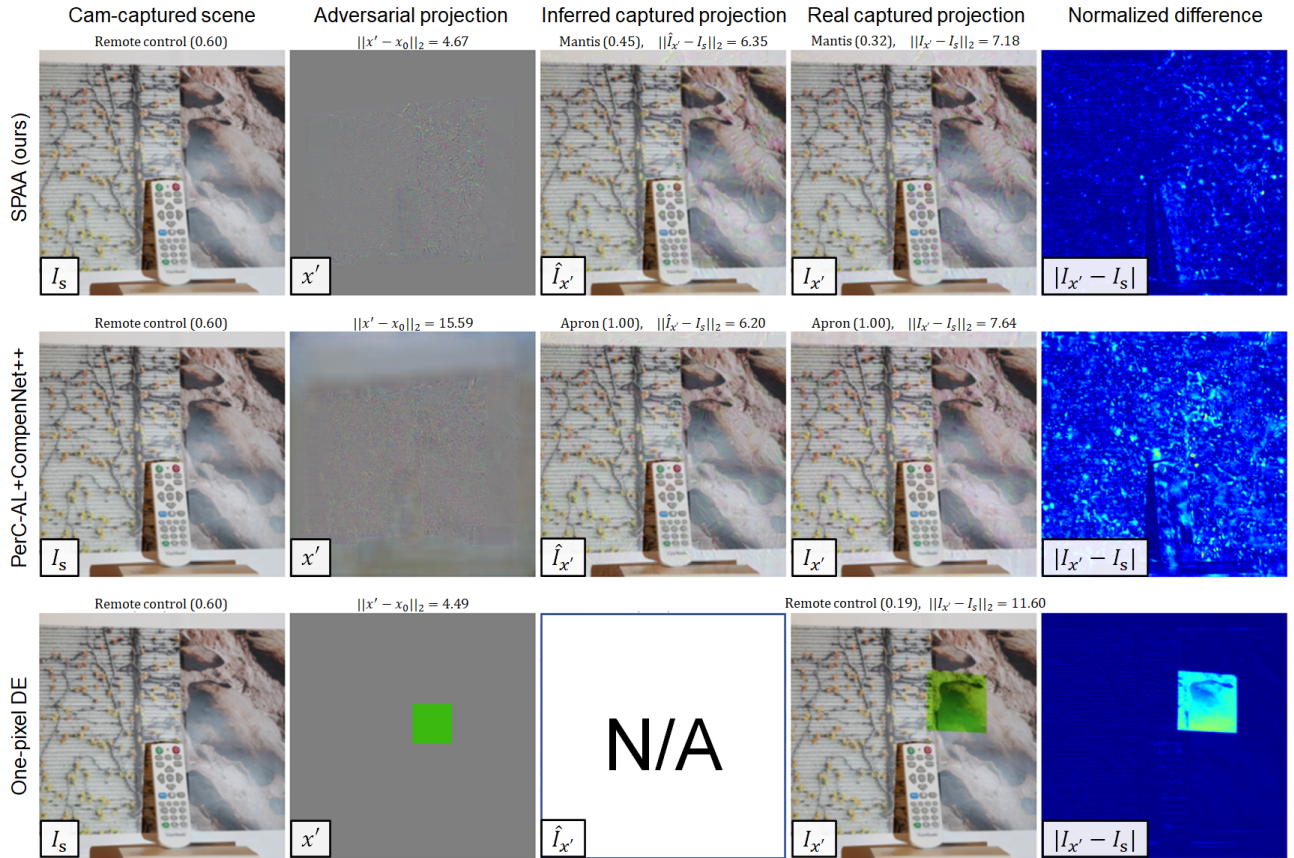 Cam-captured scene Adversarial projection Inferred captured projection Real captured projection Normalized difference
SPAA (ours)
Remote control (0.60) ||x′ − x₀||₂ = 4.67 Mantis (0.45), ||Î_x′ − I_s||₂ = 6.35 Mantis (0.32), ||I_x′ − I_s||₂ = 7.18
I_s x′ Î_x′ I_x′ |I_x′ − I_s|
PerC-AL+CompenNet++
Remote control (0.60) ||x′ − x₀||₂ = 15.59 Apron (1.00), ||Î_x′ − I_s||₂ = 6.20 Apron (1.00), ||I_x′ − I_s||₂ = 7.64
I_s x′ Î_x′ I_x′ |I_x′ − I_s|
One-pixel DE
Remote control (0.60) ||x′ − x₀||₂ = 4.49 Remote control (0.19), ||I_x′ − I_s||₂ = 11.60
N/A
I_s x′ Î_x′ I_x′ |I_x′ − I_s|